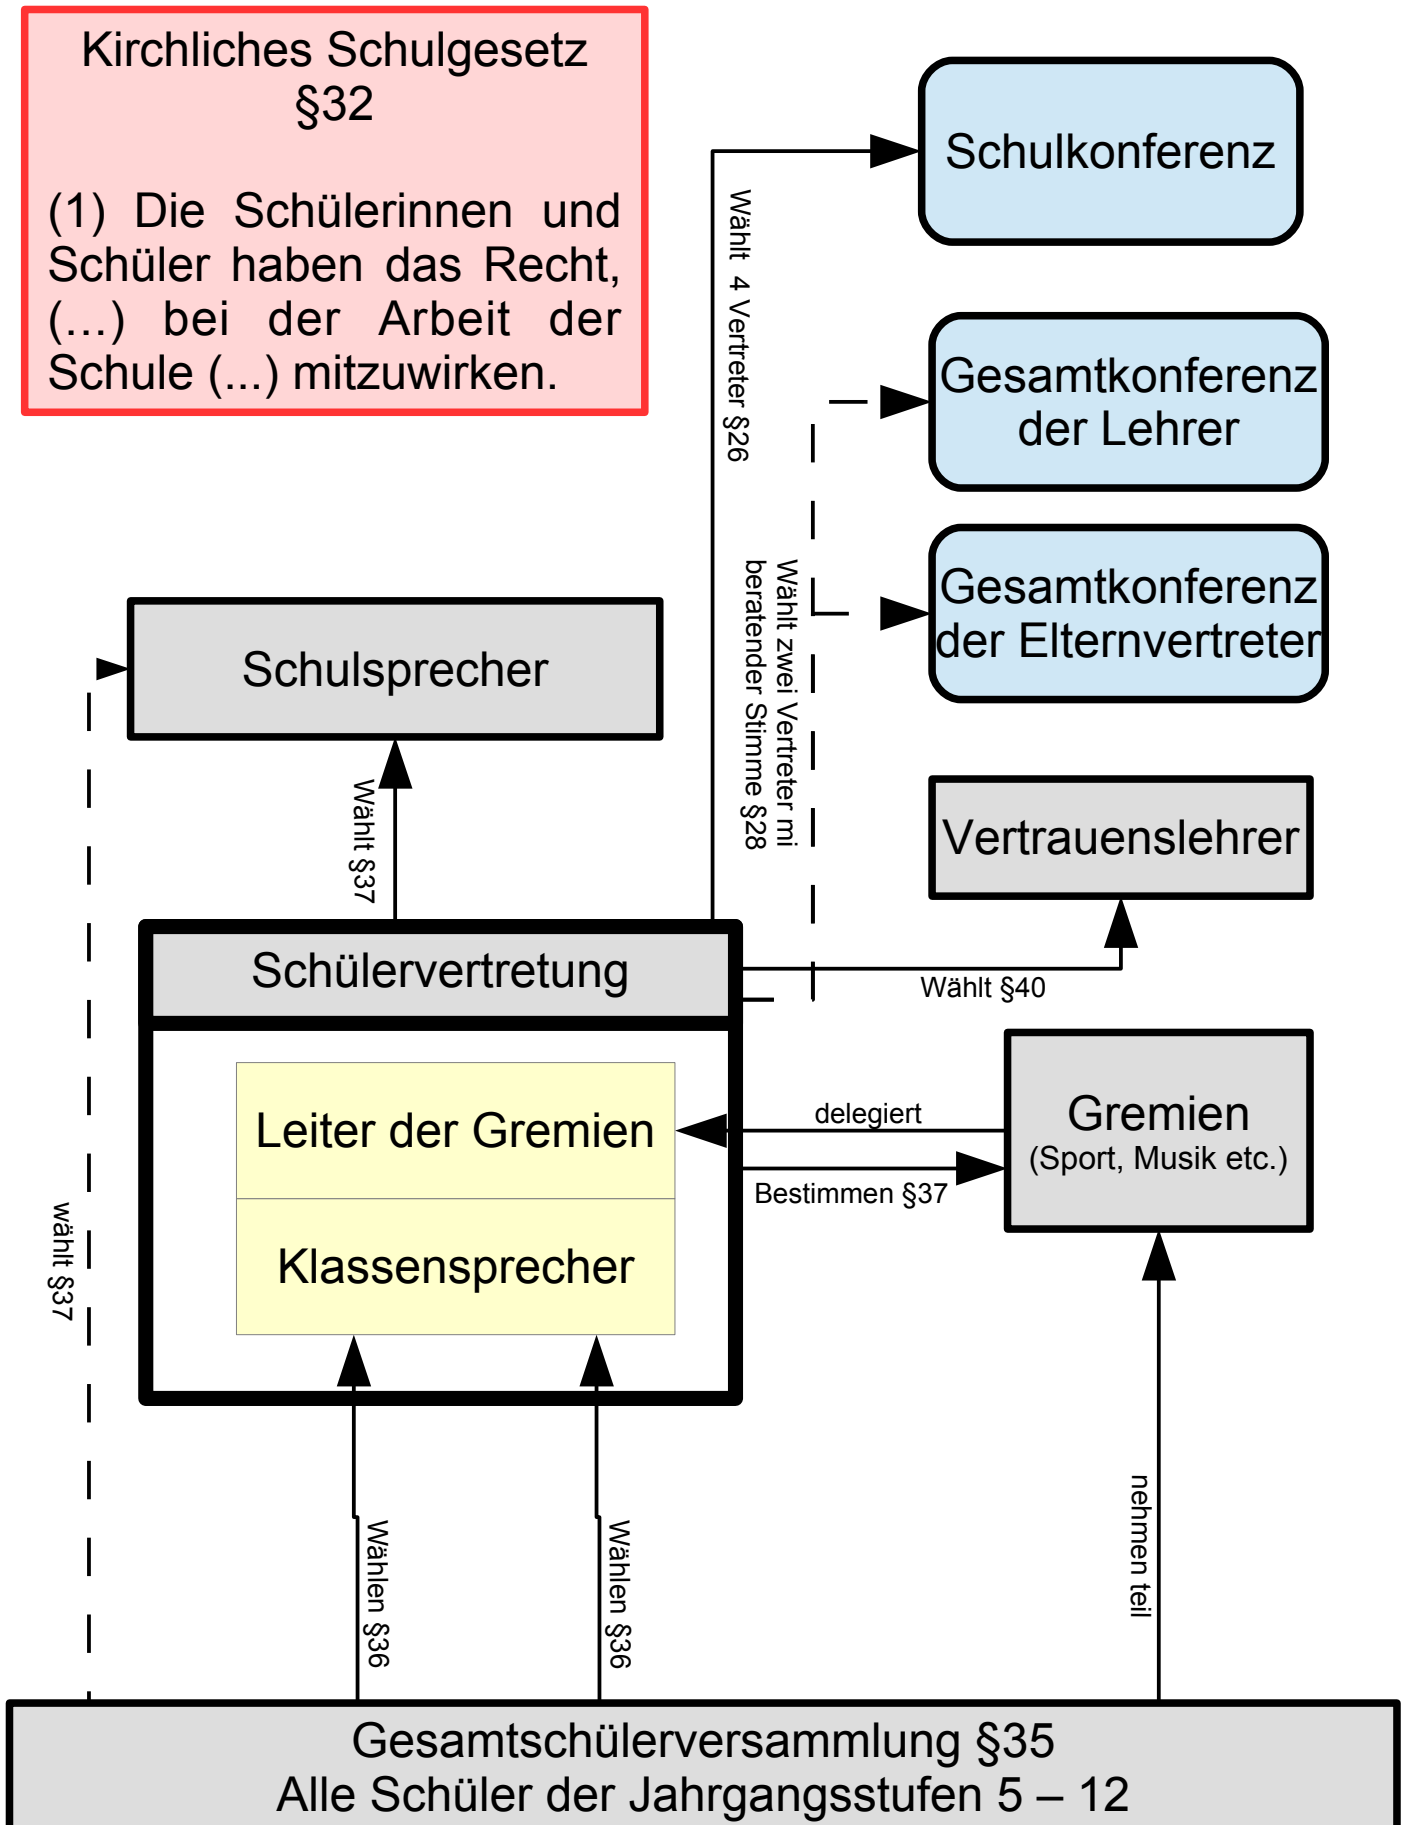 Kirchliches Schulgesetz
§32
(1) Die Schülerinnen und
Schüler haben das Recht,
(...) bei der Arbeit der
Schule (...) mitzuwirken.
Schulkonferenz
Wählt 4 Vertreter §26
Gesamtkonferenz
der Lehrer
Gesamtkonferenz
der Elternvertreter
Wählt zwei Vertreter mi
beratender Stimme §28
Schulsprecher
Wählt §37
Vertrauenslehrer
Wählt §40
Schülervertretung
Leiter der Gremien
Klassensprecher
delegiert
Bestimmen §37
Gremien
(Sport, Musik etc.)
wählt §37
Wählen §36
Wählen §36
nehmen teil
Gesamtschülerversammlung §35
Alle Schüler der Jahrgangsstufen 5 – 12